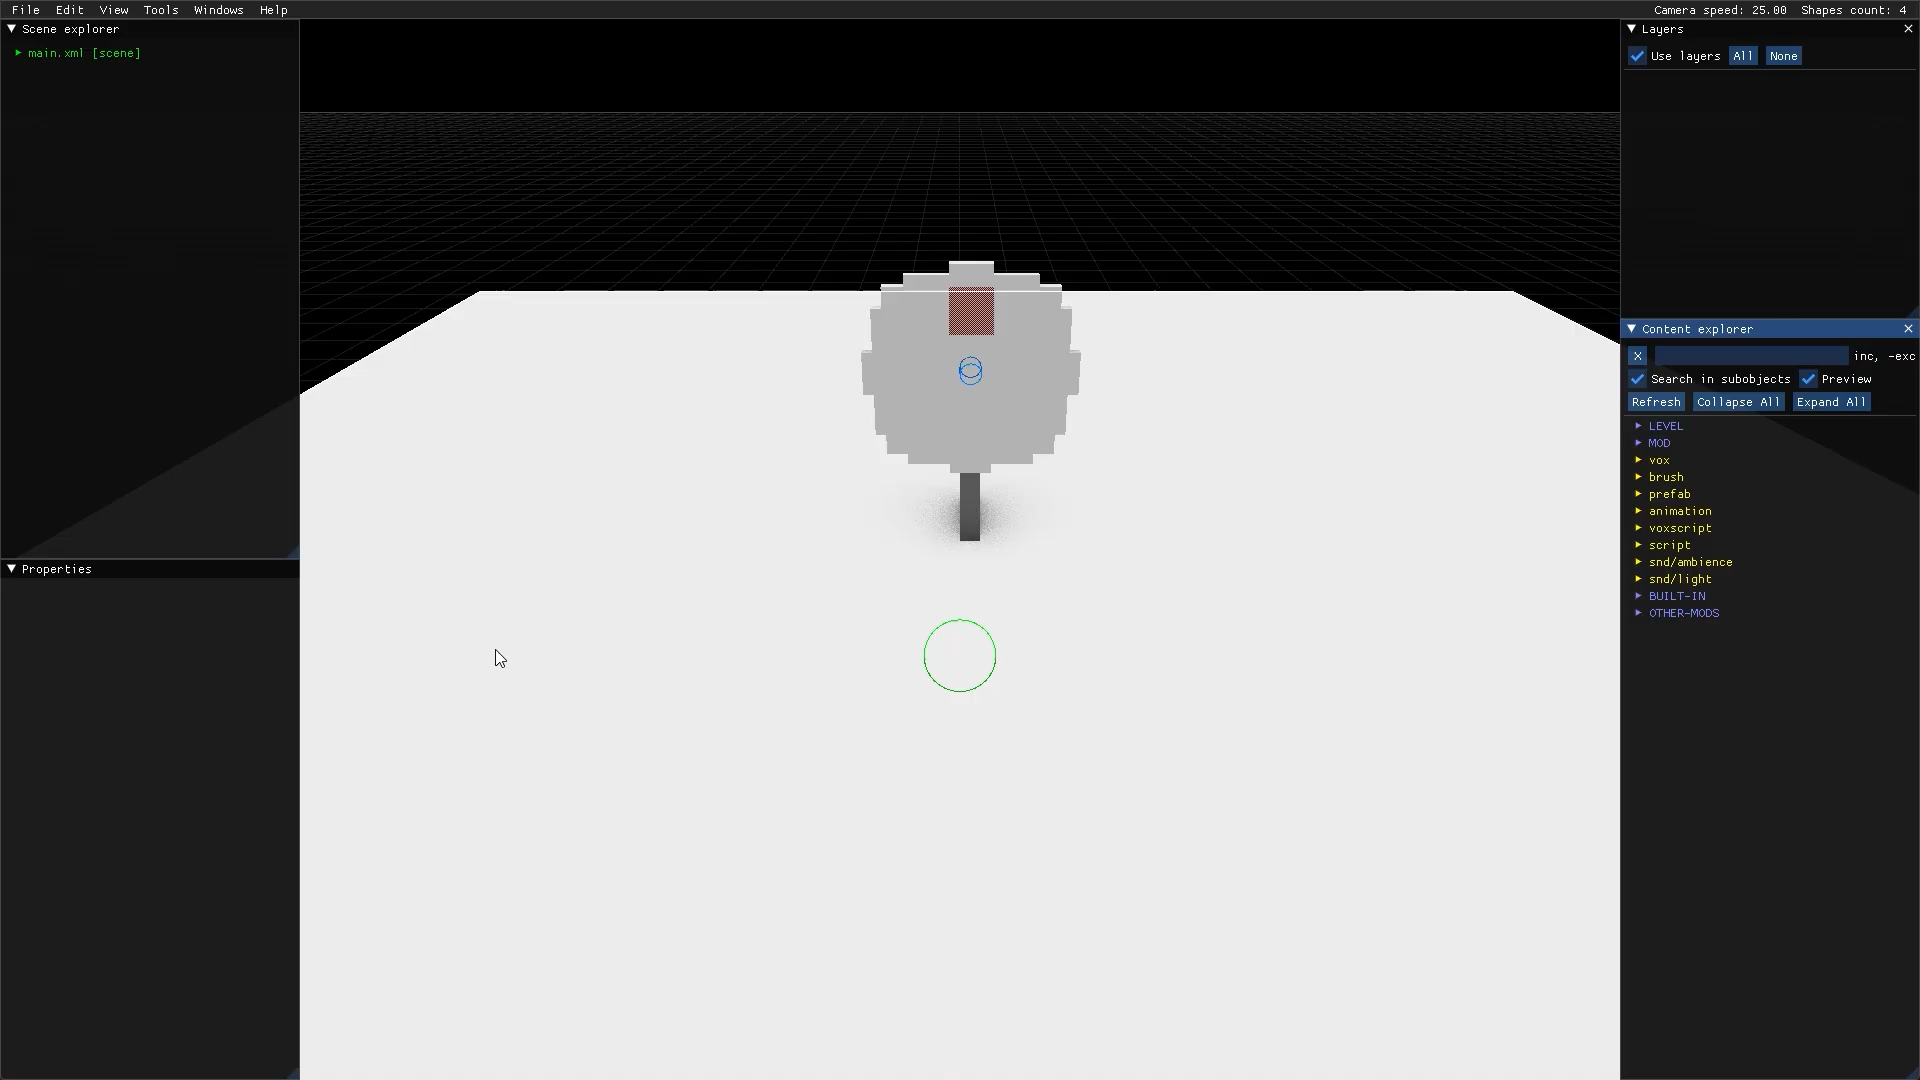 File Edit View Tools Windows Help
Camera speed: 25.00 Shapes count: 4
Scene explorer
main.xml [scene]
Properties
Layers
Use layers All None
Content explorer
X inc, -exc
Search in subobjects Preview
Refresh Collapse All Expand All
LEVEL
MOD
vox
brush
prefab
animation
voxscript
script
snd/ambience
snd/light
BUILT-IN
OTHER-MODS